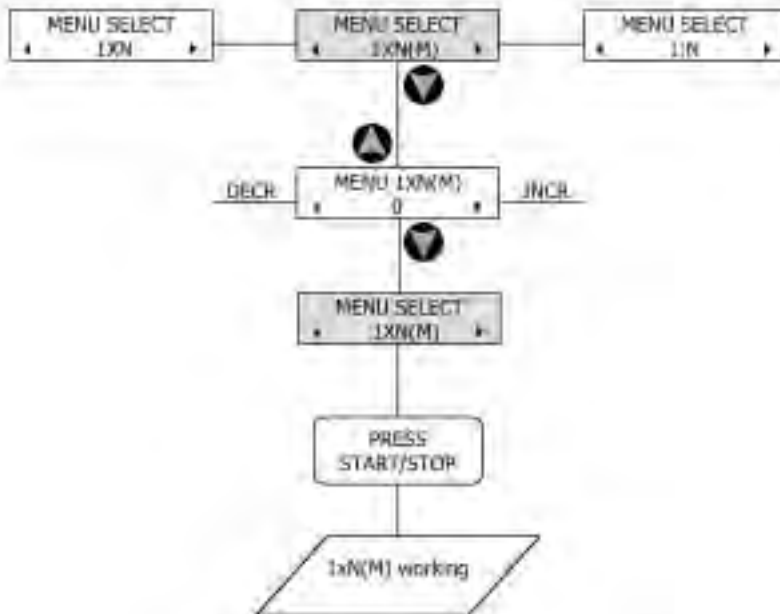 MENU SELECT
1XN
MENU SELECT
1XN(M)
MENU SELECT
1:N
DECR
MENU 1XN(M)
0
INCR
MENU SELECT
1XN(M)
PRESS
START/STOP
1xN(M) working